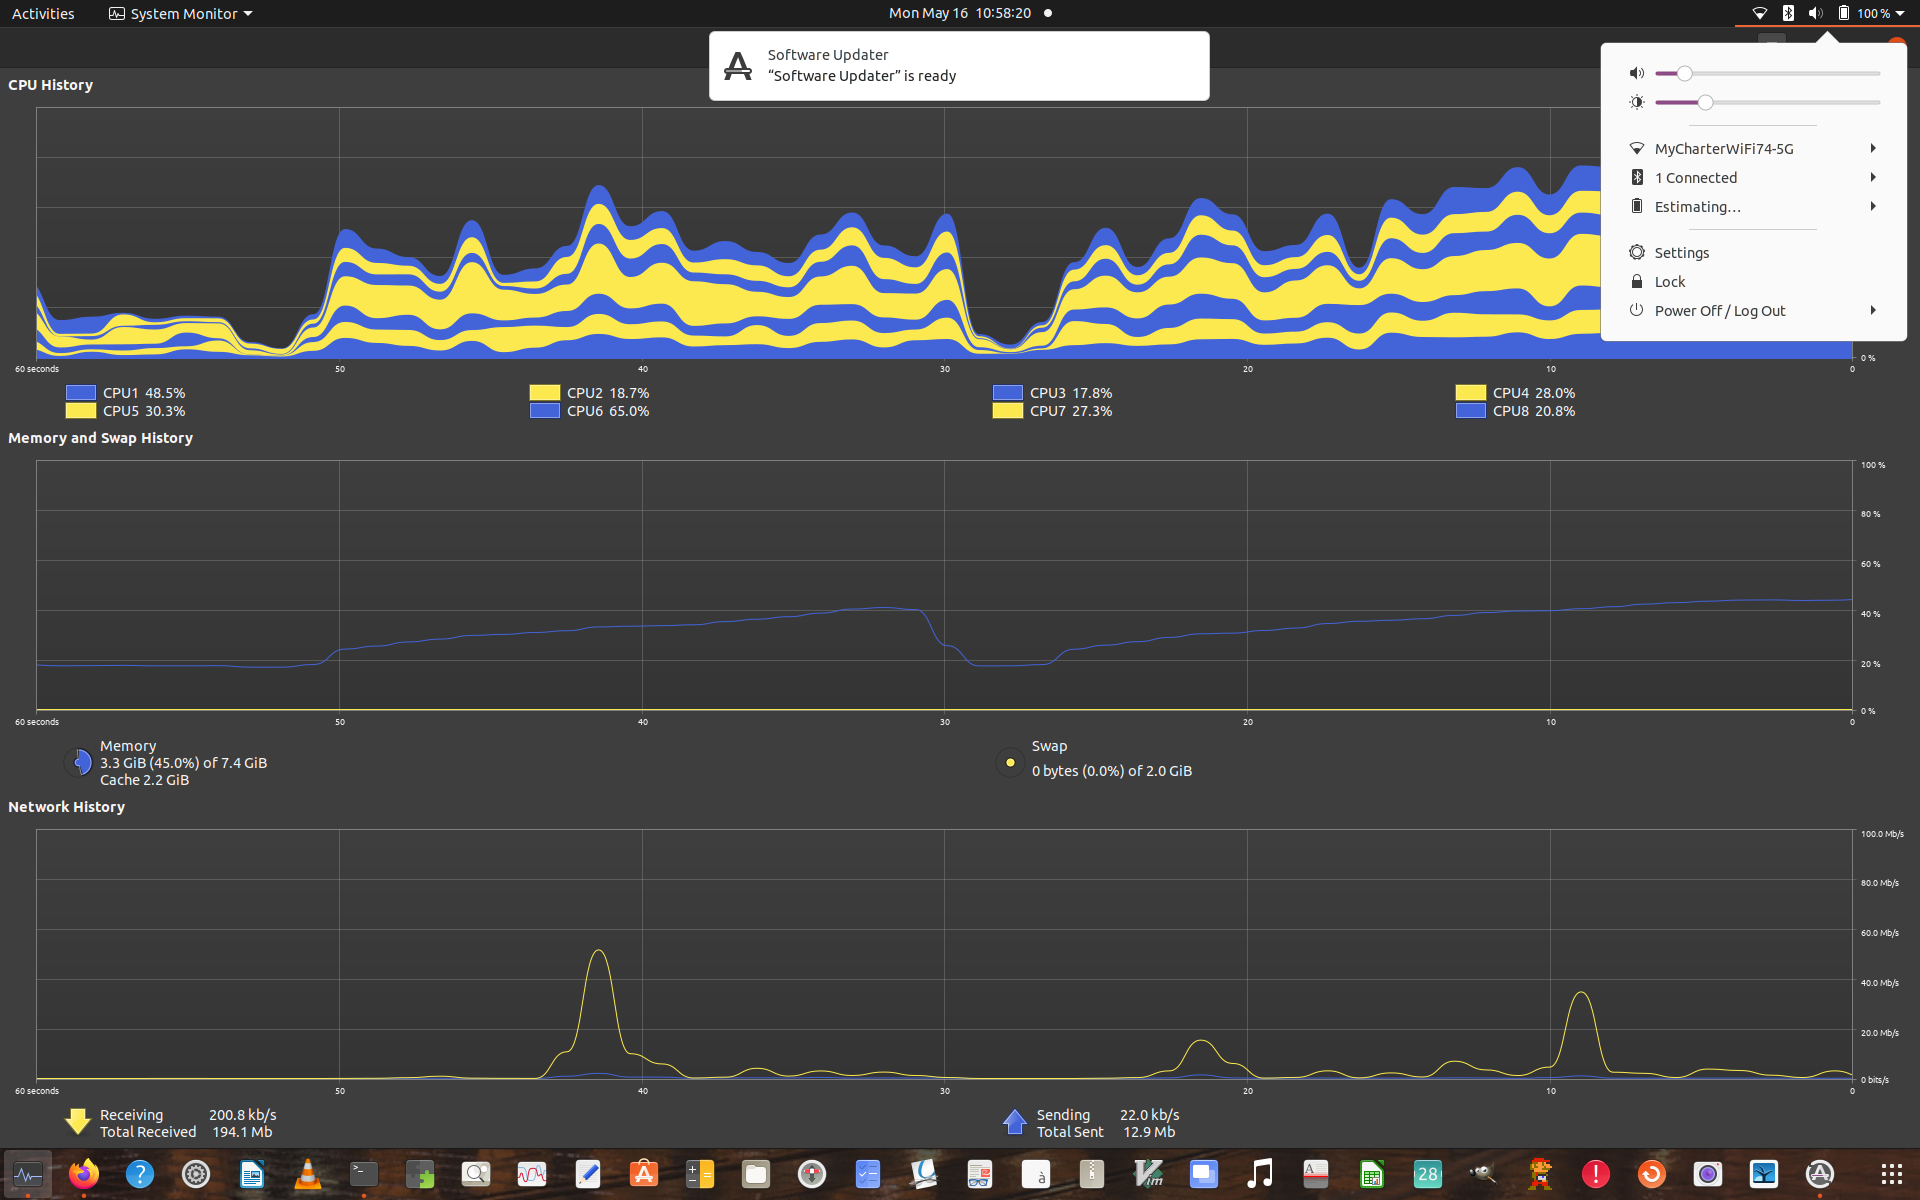 Activities
System Monitor
Mon May 16 10:58:20
100 %
Software Updater
“Software Updater” is ready
MyCharterWiFi74-5G
1 Connected
Estimating…
Settings
Lock
Power Off / Log Out
CPU History
0 %
60 seconds 50 40 30 20 10 0
CPU1 48.5% CPU2 18.7% CPU3 17.8% CPU4 28.0%
CPU5 30.3% CPU6 65.0% CPU7 27.3% CPU8 20.8%
Memory and Swap History
100 %
80 %
60 %
40 %
20 %
0 %
60 seconds 50 40 30 20 10 0
Memory
3.3 GiB (45.0%) of 7.4 GiB
Cache 2.2 GiB
Swap
0 bytes (0.0%) of 2.0 GiB
Network History
100.0 Mb/s
80.0 Mb/s
60.0 Mb/s
40.0 Mb/s
20.0 Mb/s
0 bits/s
60 seconds 50 40 30 20 10 0
Receiving 200.8 kb/s
Total Received 194.1 Mb
Sending 22.0 kb/s
Total Sent 12.9 Mb
?
>_
à
Vim
A
28
!